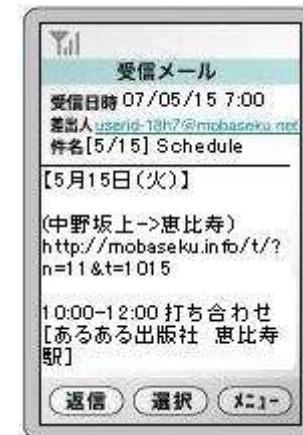 受信メール
受信日時 07/05/15 7:00
差出人 userid-18h7@mobaseku.net
件名[5/15] Schedule
【5月15日(火)】
(中野坂上->恵比寿)
http://mobaseku.info/t/?
n=11&t=1015
10:00-12:00 打ち合わせ
[あるある出版社 恵比寿
駅]
返信 選択 ﾒﾆｭｰ